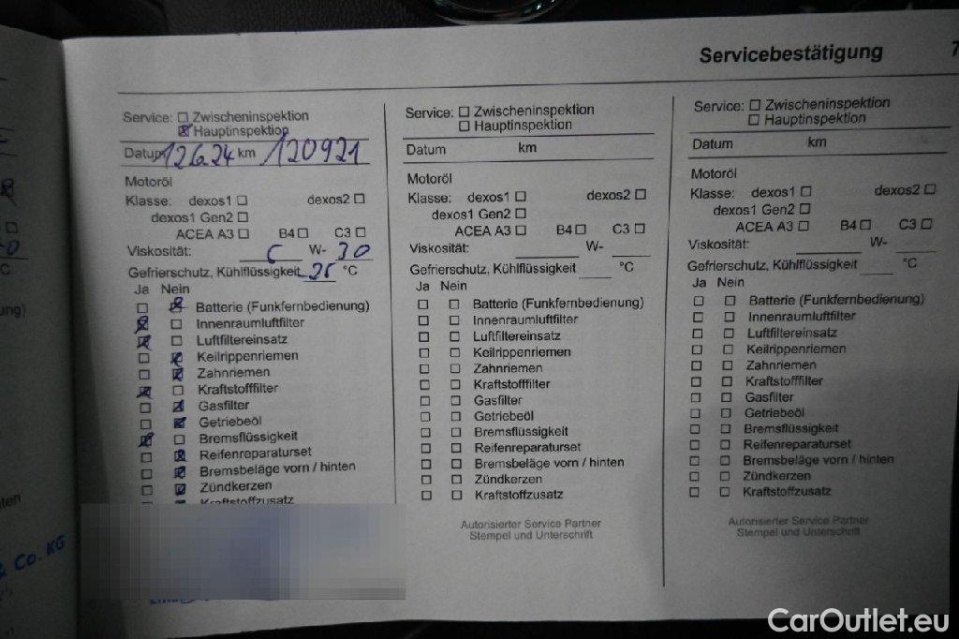 Servicebestätigung
7
Service: Zwischeninspektion
Hauptinspektion
Datum 12.6.24 km 120921
Motoröl
Klasse: dexos1 dexos2
dexos1 Gen2
ACEA A3 B4 C3
Viskosität: W- 30
Gefrierschutz, Kühlflüssigkeit °C
Ja Nein
Batterie (Funkfernbedienung)
Innenraumluftfilter
Luftfiltereinsatz
Keilrippenriemen
Zahnriemen
Kraftstofffilter
Gasfilter
Getriebeöl
Bremsflüssigkeit
Reifenreparaturset
Bremsbeläge vorn / hinten
Zündkerzen
Kraftstoffzusatz
Service: Zwischeninspektion
Hauptinspektion
Datum km
Motoröl
Klasse: dexos1 dexos2
dexos1 Gen2
ACEA A3 B4 C3
Viskosität: W-
Gefrierschutz, Kühlflüssigkeit °C
Ja Nein
Batterie (Funkfernbedienung)
Innenraumluftfilter
Luftfiltereinsatz
Keilrippenriemen
Zahnriemen
Kraftstofffilter
Gasfilter
Getriebeöl
Bremsflüssigkeit
Reifenreparaturset
Bremsbeläge vorn / hinten
Zündkerzen
Kraftstoffzusatz
Autorisierter Service Partner
Stempel und Unterschrift
Service: Zwischeninspektion
Hauptinspektion
Datum km
Motoröl
Klasse: dexos1 dexos2
dexos1 Gen2
ACEA A3 B4 C3
Viskosität: W-
Gefrierschutz, Kühlflüssigkeit °C
Ja Nein
Batterie (Funkfernbedienung)
Innenraumluftfilter
Luftfiltereinsatz
Keilrippenriemen
Zahnriemen
Kraftstofffilter
Gasfilter
Getriebeöl
Bremsflüssigkeit
Reifenreparaturset
Bremsbeläge vorn / hinten
Zündkerzen
Kraftstoffzusatz
Autorisierter Service Partner
Stempel und Unterschrift
°C
Co. KG
CarOutlet.eu